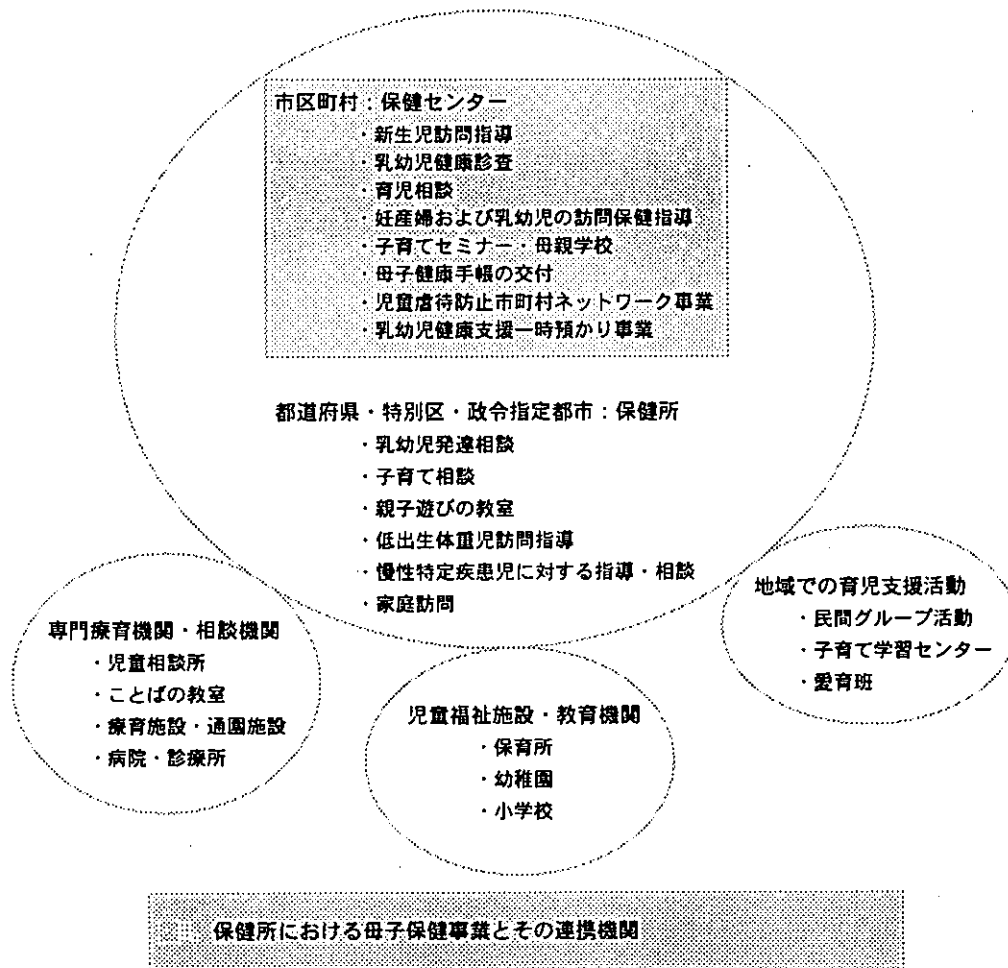 市区町村：保健センター
・新生児訪問指導
・乳幼児健康診査
・育児相談
・妊産婦および乳幼児の訪問保健指導
・子育てセミナー・母親学校
・母子健康手帳の交付
・児童虐待防止市町村ネットワーク事業
・乳幼児健康支援一時預かり事業
都道府県・特別区・政令指定都市：保健所
・乳幼児発達相談
・子育て相談
・親子遊びの教室
・低出生体重児訪問指導
・慢性特定疾患児に対する指導・相談
・家庭訪問
専門療育機関・相談機関
・児童相談所
・ことばの教室
・療育施設・通園施設
・病院・診療所
児童福祉施設・教育機関
・保育所
・幼稚園
・小学校
地域での育児支援活動
・民間グループ活動
・子育て学習センター
・愛育班
保健所における母子保健事業とその連携機関